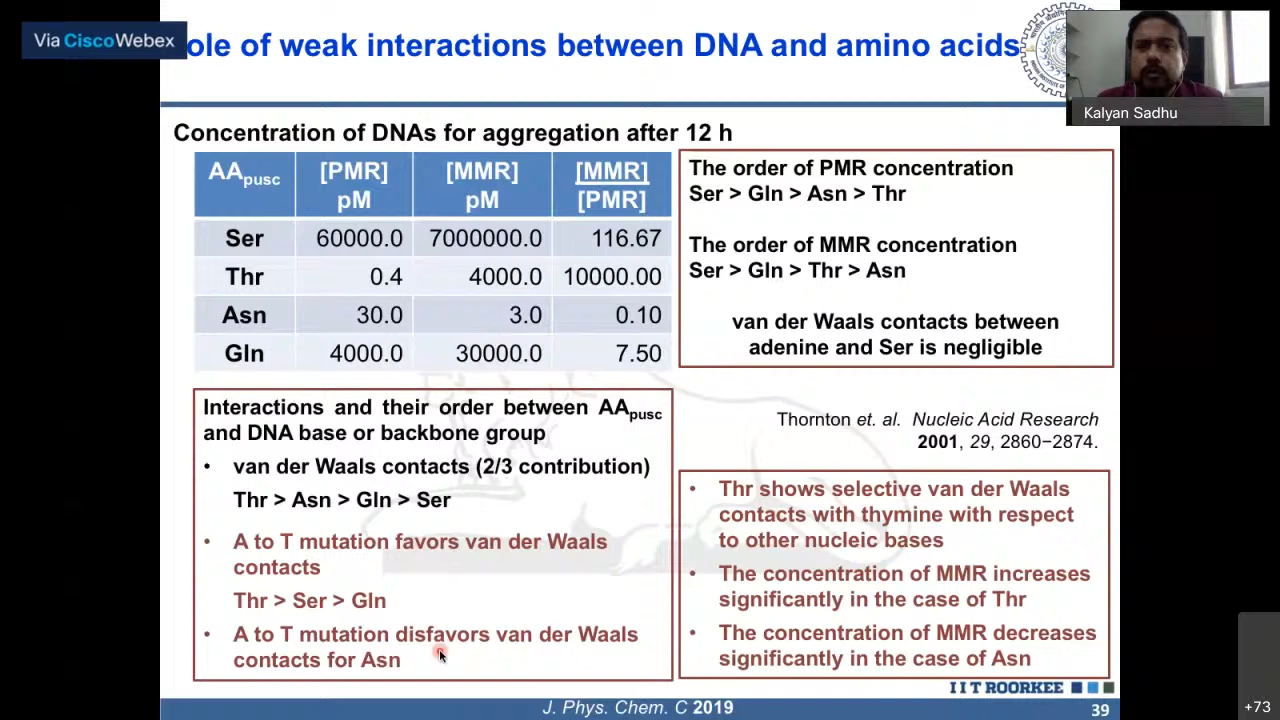 Via Cisco Webex
ole of weak interactions between DNA and amino acids
Kalyan Sadhu
Concentration of DNAs for aggregation after 12 h
AApusc [PMR] pM [MMR] pM [MMR] [PMR]
Ser 60000.0 7000000.0 116.67
Thr 0.4 4000.0 10000.00
Asn 30.0 3.0 0.10
Gln 4000.0 30000.0 7.50
The order of PMR concentration
Ser > Gln > Asn > Thr
The order of MMR concentration
Ser > Gln > Thr > Asn
van der Waals contacts between
adenine and Ser is negligible
Interactions and their order between AApusc
and DNA base or backbone group
• van der Waals contacts (2/3 contribution)
Thr > Asn > Gln > Ser
• A to T mutation favors van der Waals
contacts
Thr > Ser > Gln
• A to T mutation disfavors van der Waals
contacts for Asn
Thornton et. al. Nucleic Acid Research
2001, 29, 2860−2874.
• Thr shows selective van der Waals
contacts with thymine with respect
to other nucleic bases
• The concentration of MMR increases
significantly in the case of Thr
• The concentration of MMR decreases
significantly in the case of Asn
IIT ROORKEE
J. Phys. Chem. C 2019
39
+73